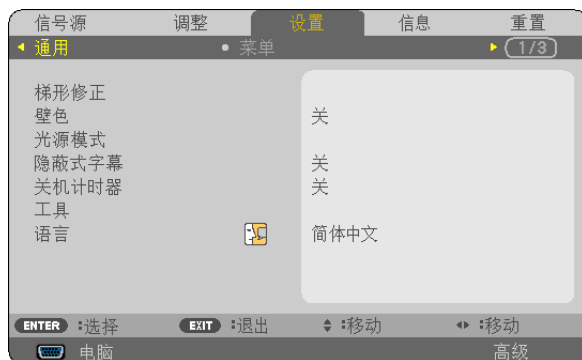 信号源 调整 设置 信息 重置
通用 菜单 1/3
梯形修正
壁色 关
光源模式
隐蔽式字幕 关
关机计时器 关
工具
语言 简体中文
ENTER :选择 EXIT :退出 :移动 :移动
电脑 高级